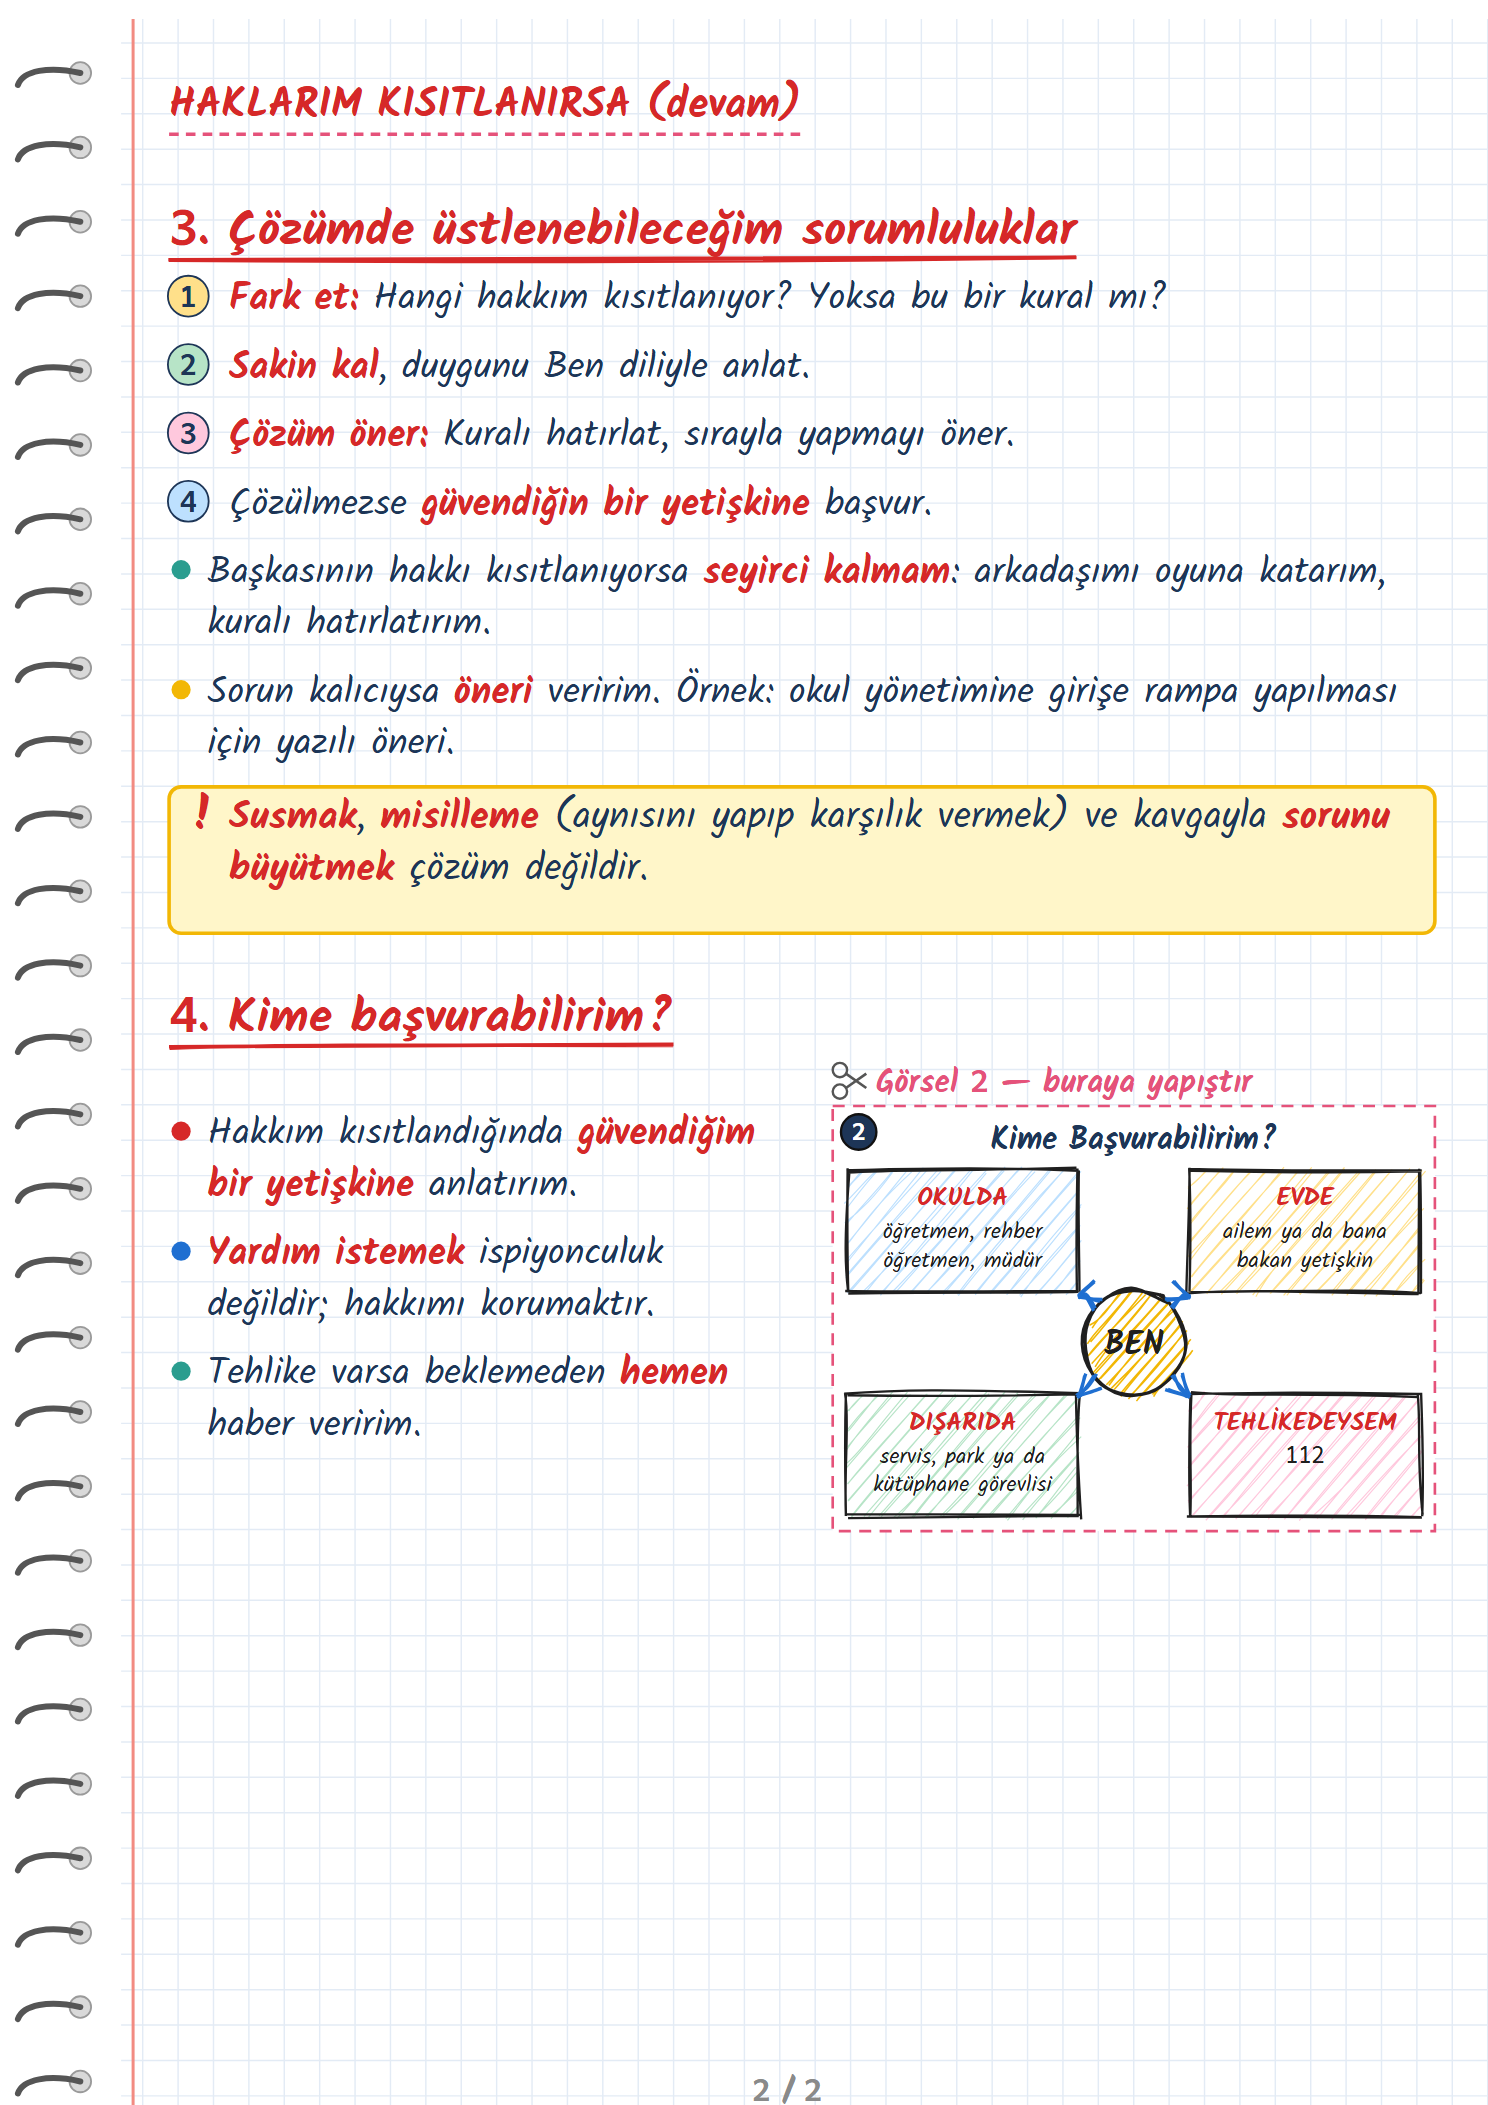 HAKLARIM KISITLANIRSA (devam)
3. Çözümde üstlenebileceğim sorumluluklar
1 Fark et: Hangi hakkım kısıtlanıyor? Yoksa bu bir kural mı?
2 Sakin kal, duygunu Ben diliyle anlat.
3 Çözüm öner: Kuralı hatırlat, sırayla yapmayı öner.
4 Çözülmezse güvendiğin bir yetişkine başvur.
Başkasının hakkı kısıtlanıyorsa seyirci kalmam: arkadaşımı oyuna katarım,
kuralı hatırlatırım.
Sorun kalıcıysa öneri veririm. Örnek: okul yönetimine girişe rampa yapılması
için yazılı öneri.
! Susmak, misilleme (aynısını yapıp karşılık vermek) ve kavgayla sorunu
büyütmek çözüm değildir.
4. Kime başvurabilirim?
Hakkım kısıtlandığında güvendiğim
bir yetişkine anlatırım.
Yardım istemek ispiyonculuk
değildir; hakkımı korumaktır.
Tehlike varsa beklemeden hemen
haber veririm.
Görsel 2 — buraya yapıştır
2 Kime Başvurabilirim?
OKULDA
öğretmen, rehber
öğretmen, müdür
EVDE
ailem ya da bana
bakan yetişkin
BEN
DIŞARIDA
servis, park ya da
kütüphane görevlisi
TEHLİKEDEYSEM
112
2 / 2